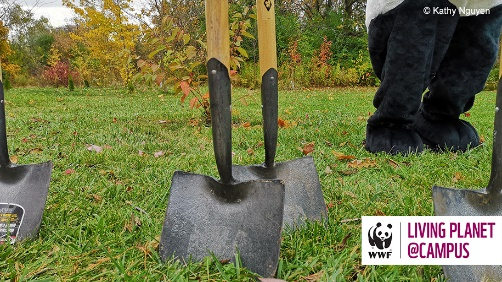 © Kathy Nguyen
LIVING PLANET
@CAMPUS
WWF